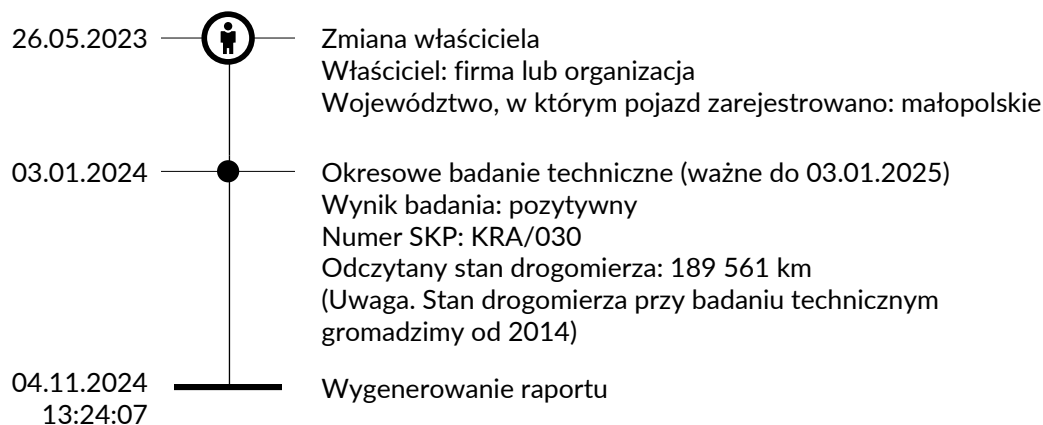 26.05.2023
Zmiana właściciela
Właściciel: firma lub organizacja
Województwo, w którym pojazd zarejestrowano: małopolskie
03.01.2024
Okresowe badanie techniczne (ważne do 03.01.2025)
Wynik badania: pozytywny
Numer SKP: KRA/030
Odczytany stan drogomierza: 189 561 km
(Uwaga. Stan drogomierza przy badaniu technicznym
gromadzimy od 2014)
04.11.2024
13:24:07
Wygenerowanie raportu